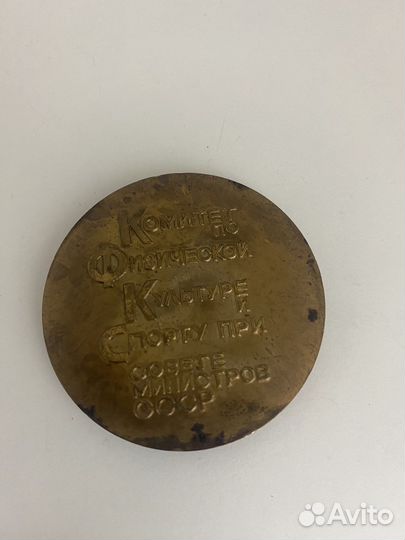 Комитет
по
Физической
Культуре
и
Спорту при
Совете
Министров
СССР
Avito